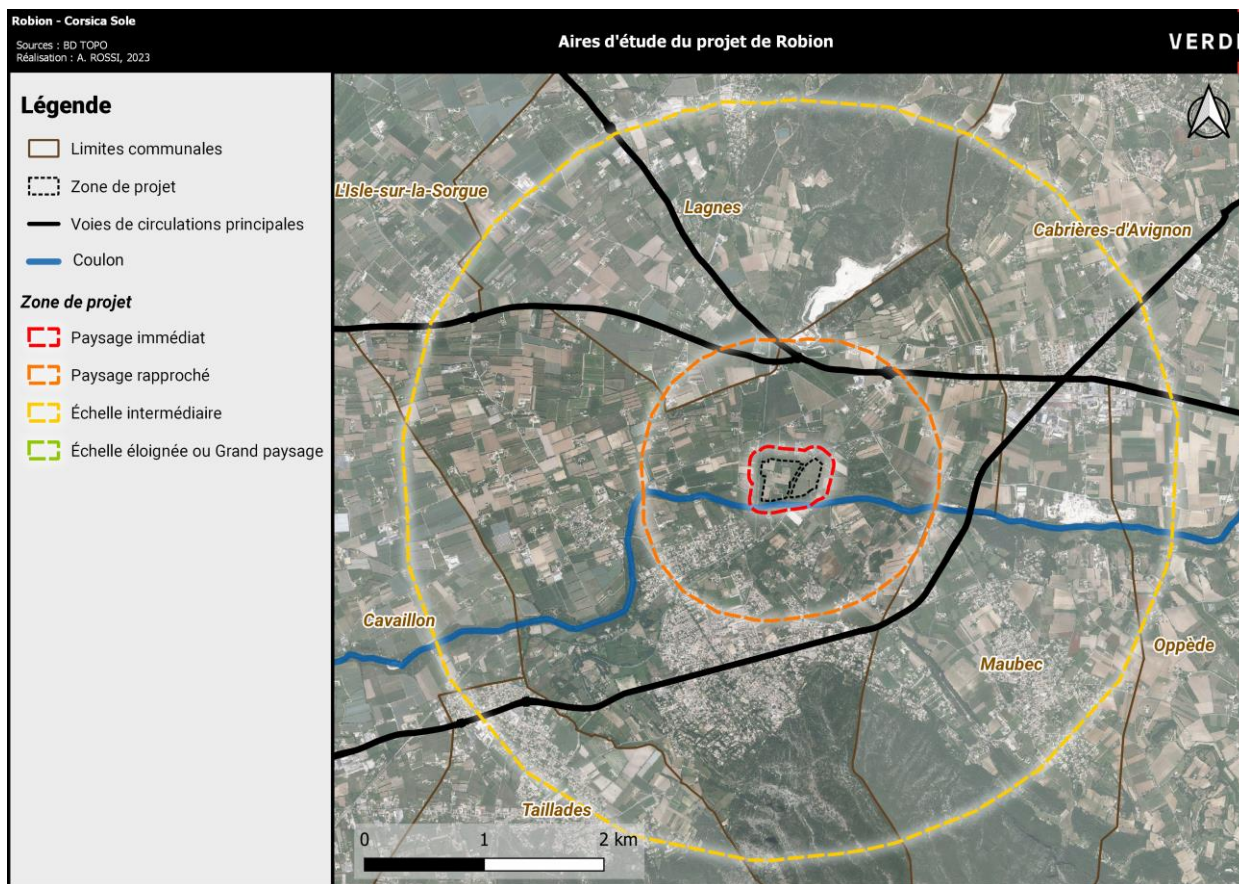 Robion - Corsica Sole
Sources : BD TOPO
Réalisation : A. ROSSI, 2023
Aires d'étude du projet de Robion
VERDI
Légende
Limites communales
Zone de projet
Voies de circulations principales
Coulon
Zone de projet
Paysage immédiat
Paysage rapproché
Échelle intermédiaire
Échelle éloignée ou Grand paysage
L'Isle-sur-la-Sorgue
Lagnes
Cabrières-d'Avignon
Cavaillon
Maubec
Oppède
Taillades
0 1 2 km